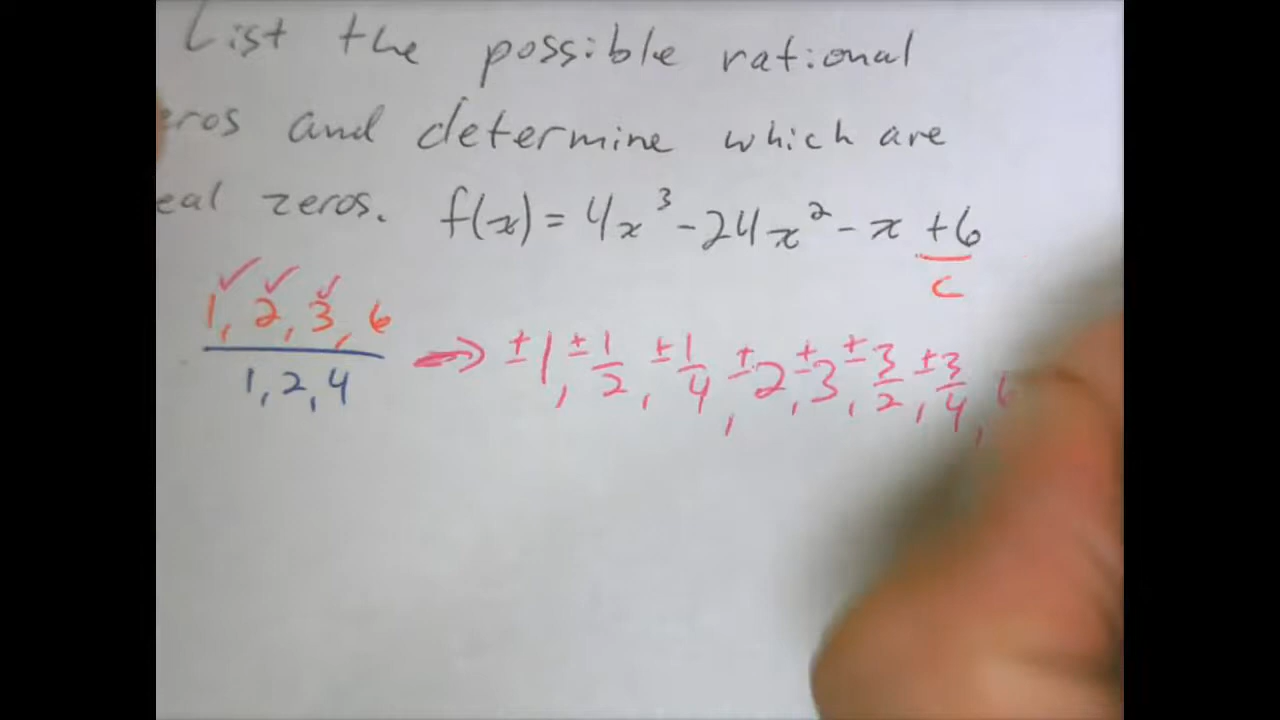 List the possible rational
eros and determine which are
eal zeros. f(x) = 4x³ - 24x² - x + 6
c
1, 2, 3, 6
1, 2, 4
⇒ ±1, ±1/2, ±1/4, ±2, ±3, ±3/2, ±3/4,